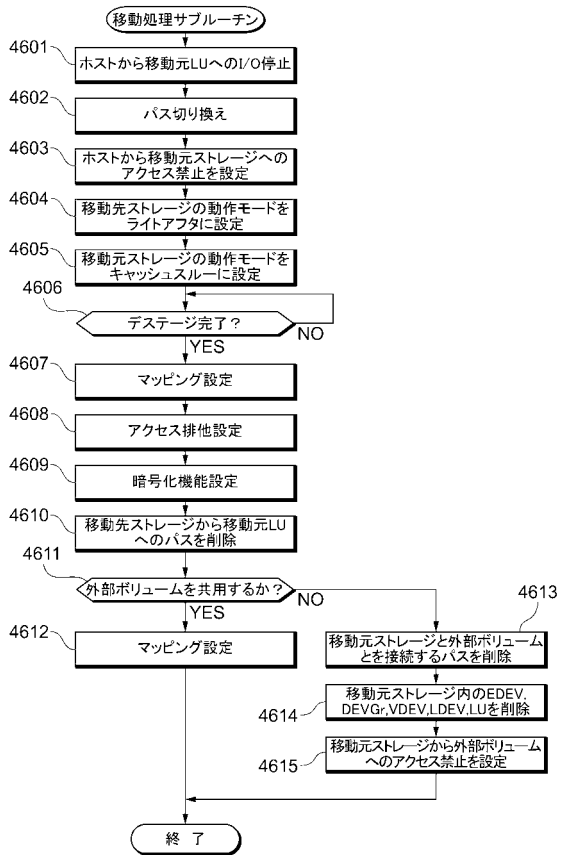 移動処理サブルーチン
4601
ホストから移動元LUへのI/O停止
4602
パス切り換え
4603
ホストから移動元ストレージへの
アクセス禁止を設定
4604
移動先ストレージの動作モードを
ライトアフタに設定
4605
移動元ストレージの動作モードを
キャッシュスルーに設定
4606
デステージ完了?
NO
YES
4607
マッピング設定
4608
アクセス排他設定
4609
暗号化機能設定
4610
移動先ストレージから移動元LU
へのパスを削除
4611
外部ボリュームを共用するか?
NO
YES
4612
マッピング設定
4613
移動元ストレージと外部ボリューム
とを接続するパスを削除
4614
移動元ストレージ内のEDEV,
DEVGr,VDEV,LDEV,LUを削除
4615
移動元ストレージから外部ボリューム
へのアクセス禁止を設定
終 了